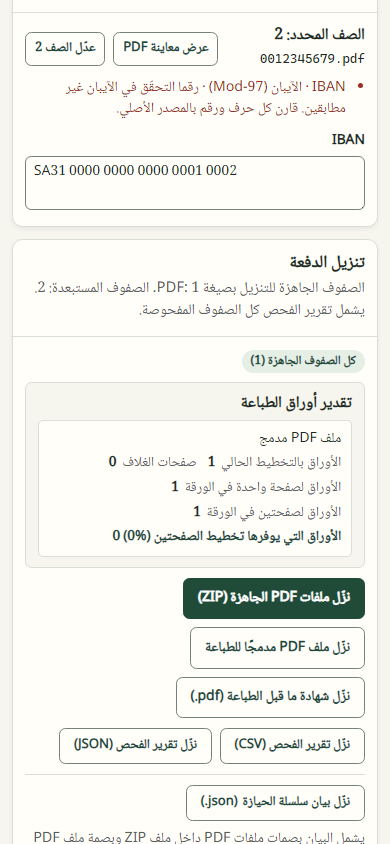 الصف المحدد: 2
0012345679.pdf
عرض معاينة PDF
عدّل الصف 2
IBAN · الآيبان (Mod-97) · رقما التحقّق في الآيبان غير
مطابقين. قارن كل حرف ورقم بالمصدر الأصلي.
IBAN
SA31 0000 0000 0000 0001 0002
تنزيل الدفعة
الصفوف الجاهزة للتنزيل بصيغة PDF: 1. الصفوف المستبعدة: 2.
يشمل تقرير الفحص كل الصفوف المفحوصة.
كل الصفوف الجاهزة (1)
تقدير أوراق الطباعة
ملف PDF مدمج
الأوراق بالتخطيط الحالي 1 صفحات الغلاف 0
الأوراق لصفحة واحدة في الورقة 1
الأوراق لصفحتين في الورقة 1
الأوراق التي يوفرها تخطيط الصفحتين 0 (0%)
نزّل ملفات PDF الجاهزة (ZIP)
نزّل ملف PDF مدمجًا للطباعة
نزّل شهادة ما قبل الطباعة (.pdf)
نزّل تقرير الفحص (CSV)
نزّل تقرير الفحص (JSON)
نزّل بيان سلسلة الحيازة (.json)
يشمل البيان بصمات ملفات PDF داخل ملف ZIP وبصمة ملف PDF